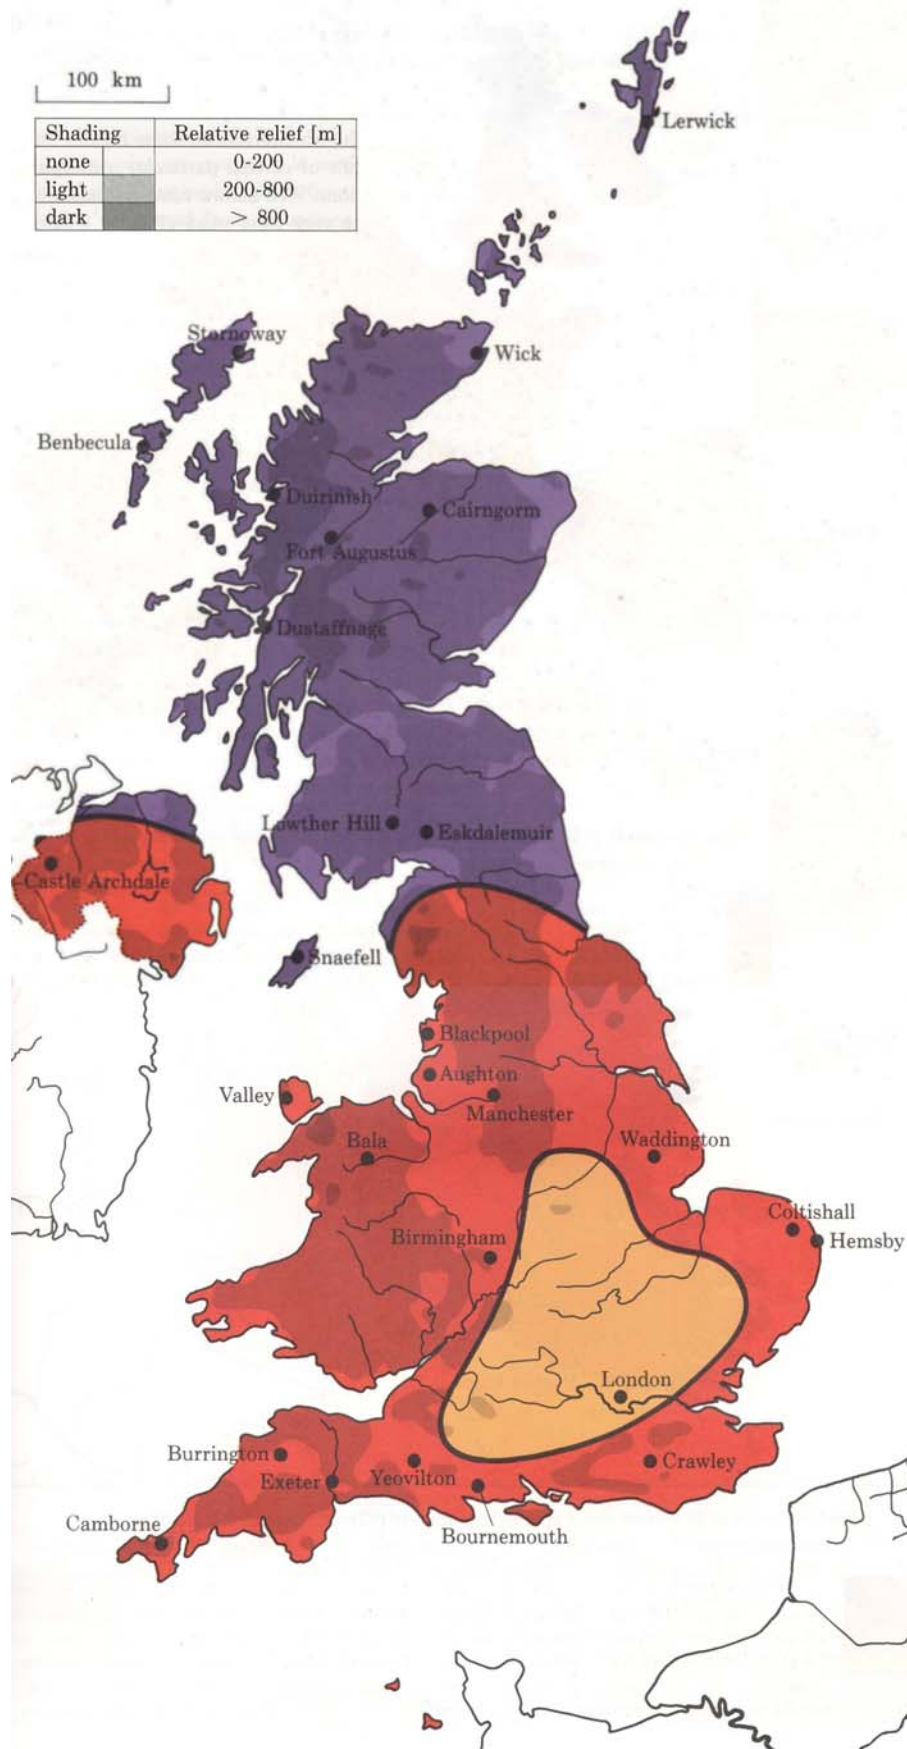 100 km
Shading Relative relief [m]
none 0-200
light 200-800
dark > 800
Lerwick
Stornoway
Wick
Benbecula
Duirinish
Cairngorm
Fort Augustus
Dustaffnage
Lowther Hill
Eskdalemuir
Castle Archdale
Snaefell
Blackpool
Aughton
Valley
Manchester
Bala
Waddington
Coltishall
Birmingham
Hemsby
London
Burrington
Crawley
Exeter
Yeovilton
Camborne
Bournemouth